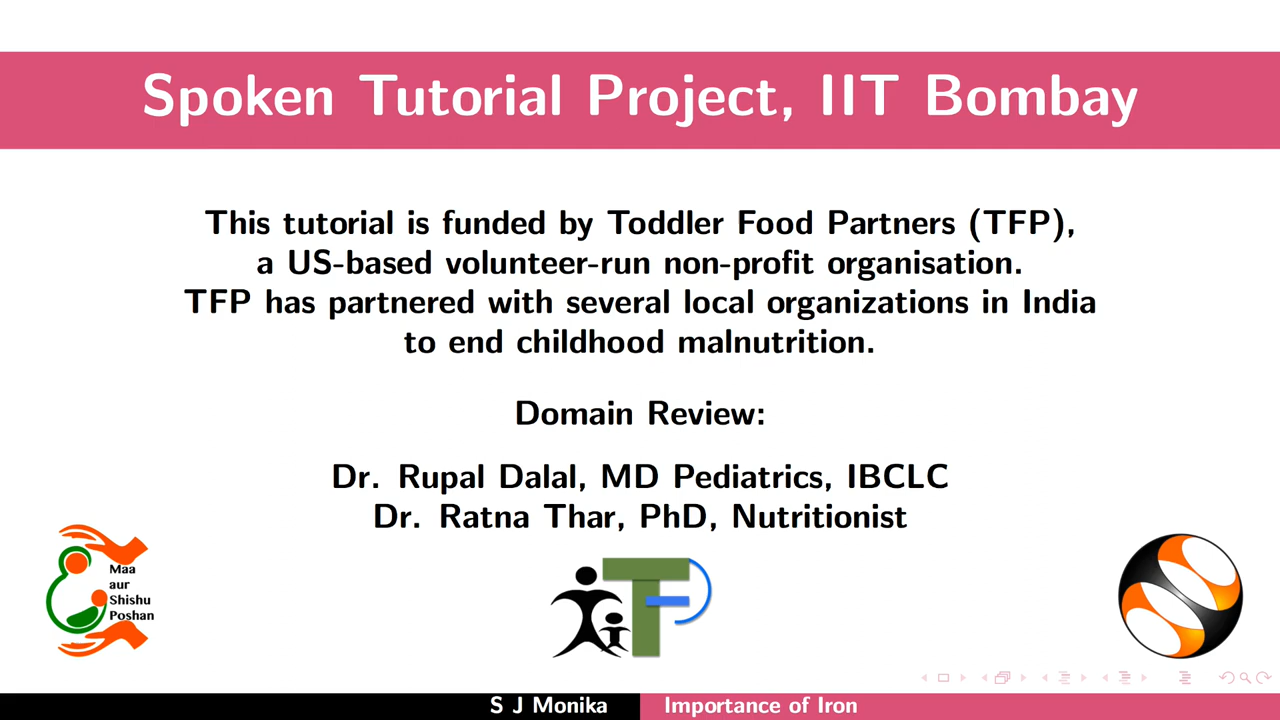 Spoken Tutorial Project, IIT Bombay
This tutorial is funded by Toddler Food Partners (TFP),
a US-based volunteer-run non-profit organisation.
TFP has partnered with several local organizations in India
to end childhood malnutrition.
Domain Review:
Dr. Rupal Dalal, MD Pediatrics, IBCLC
Dr. Ratna Thar, PhD, Nutritionist
Maa
aur
Shishu
Poshan
TFP
S J Monika
Importance of Iron